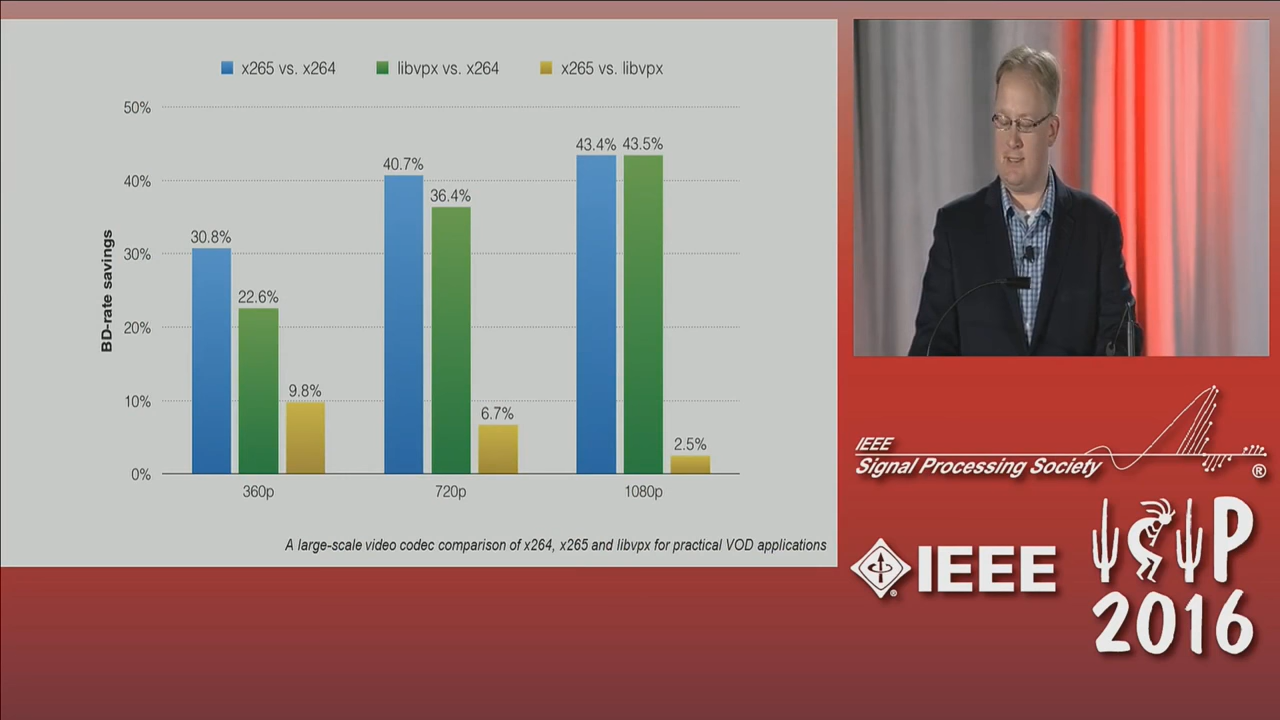 x265 vs. x264 libvpx vs. x264 x265 vs. libvpx
BD-rate savings
50%
40%
30%
20%
10%
0%
30.8%
22.6%
9.8%
40.7%
36.4%
6.7%
43.4%
43.5%
2.5%
360p
720p
1080p
A large-scale video codec comparison of x264, x265 and libvpx for practical VOD applications
IEEE
Signal Processing Society
®
IEEE
®
ICIP
2016